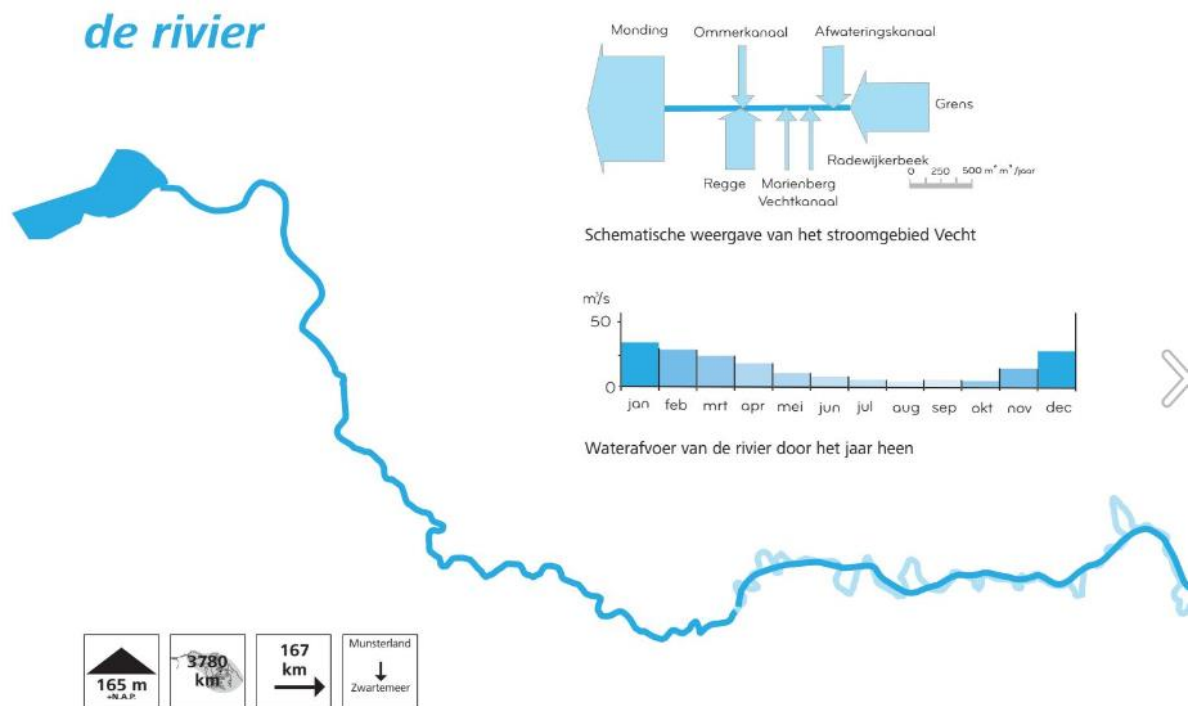 de rivier
Monding
Ommerkanaal
Afwateringskanaal
Grens
Radewijkerbeek
Regge
Marienberg
Vechtkanaal
0 250 500 m³.m³/jaar
Schematische weergave van het stroomgebied Vecht
m³/s
50
0
jan feb mrt apr mei jun jul aug sep okt nov dec
Waterafvoer van de rivier door het jaar heen
165 m
+N.A.P.
3780
km
167
km
Munsterland
Zwartemeer